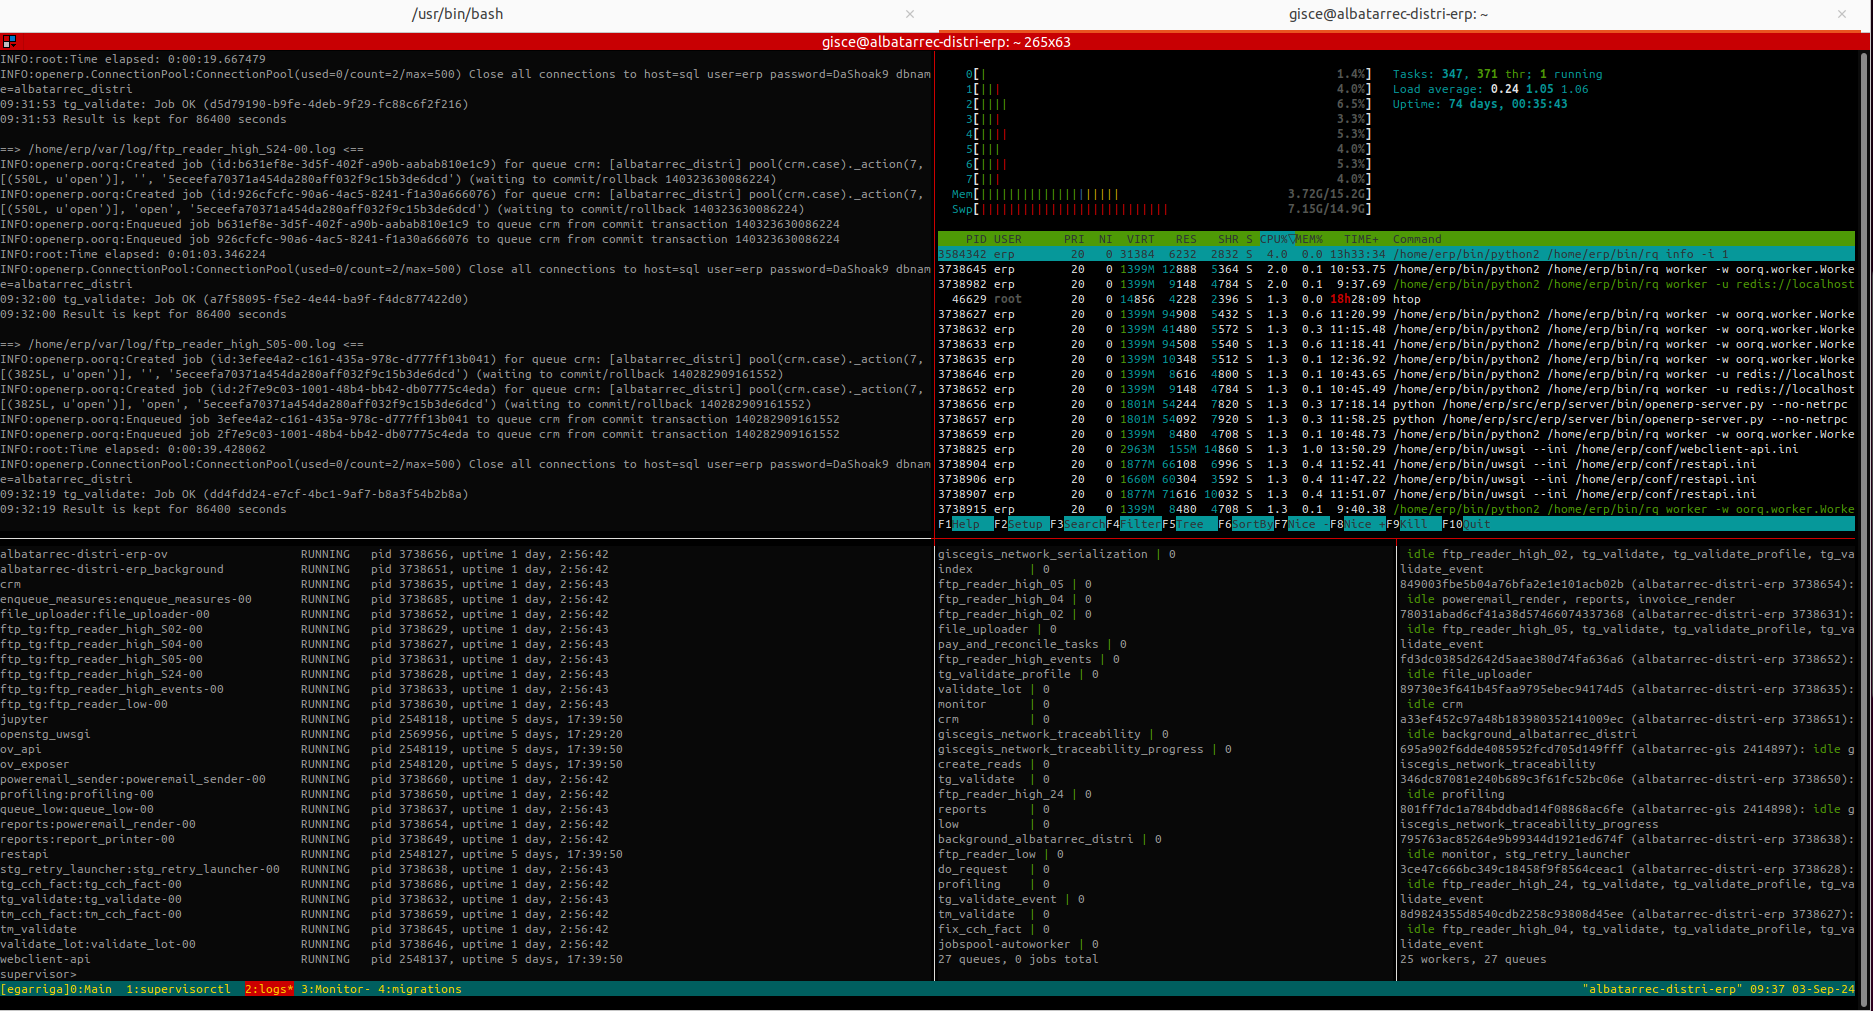 /usr/bin/bash ×
gisce@albatarrec-distri-erp: ~ ×
gisce@albatarrec-distri-erp: ~ 265x63
INFO:root:Time elapsed: 0:00:19.667479
INFO:openerp.ConnectionPool:ConnectionPool(used=0/count=2/max=500) Close all connections to host=sql user=erp password=DaShoak9 dbnam
e=albatarrec_distri
09:31:53 tg_validate: Job OK (d5d79190-b9fe-4deb-9f29-fc88c6f2f216)
09:31:53 Result is kept for 86400 seconds
==> /home/erp/var/log/ftp_reader_high_S24-00.log <==
INFO:openerp.oorq:Created job (id:b631ef8e-3d5f-402f-a90b-aabab810e1c9) for queue crm: [albatarrec_distri] pool(crm.case)._action(7,
[(550L, u'open')], '', '5eceefa70371a454da280aff032f9c15b3de6dcd') (waiting to commit/rollback 140323630086224)
INFO:openerp.oorq:Created job (id:926cfcfc-90a6-4ac5-8241-f1a30a666076) for queue crm: [albatarrec_distri] pool(crm.case)._action(7,
[(550L, u'open')], 'open', '5eceefa70371a454da280aff032f9c15b3de6dcd') (waiting to commit/rollback 140323630086224)
INFO:openerp.oorq:Enqueued job b631ef8e-3d5f-402f-a90b-aabab810e1c9 to queue crm from commit transaction 140323630086224
INFO:openerp.oorq:Enqueued job 926cfcfc-90a6-4ac5-8241-f1a30a666076 to queue crm from commit transaction 140323630086224
INFO:root:Time elapsed: 0:01:03.346224
INFO:openerp.ConnectionPool:ConnectionPool(used=0/count=2/max=500) Close all connections to host=sql user=erp password=DaShoak9 dbnam
e=albatarrec_distri
09:32:00 tg_validate: Job OK (a7f58095-f5e2-4e44-ba9f-f4dc877422d0)
09:32:00 Result is kept for 86400 seconds
==> /home/erp/var/log/ftp_reader_high_S05-00.log <==
INFO:openerp.oorq:Created job (id:3efee4a2-c161-435a-978c-d777ff13b041) for queue crm: [albatarrec_distri] pool(crm.case)._action(7,
[(3825L, u'open')], '', '5eceefa70371a454da280aff032f9c15b3de6dcd') (waiting to commit/rollback 140282909161552)
INFO:openerp.oorq:Created job (id:2f7e9c03-1001-48b4-bb42-db07775c4eda) for queue crm: [albatarrec_distri] pool(crm.case)._action(7,
[(3825L, u'open')], 'open', '5eceefa70371a454da280aff032f9c15b3de6dcd') (waiting to commit/rollback 140282909161552)
INFO:openerp.oorq:Enqueued job 3efee4a2-c161-435a-978c-d777ff13b041 to queue crm from commit transaction 140282909161552
INFO:openerp.oorq:Enqueued job 2f7e9c03-1001-48b4-bb42-db07775c4eda to queue crm from commit transaction 140282909161552
INFO:root:Time elapsed: 0:00:39.428062
INFO:openerp.ConnectionPool:ConnectionPool(used=0/count=2/max=500) Close all connections to host=sql user=erp password=DaShoak9 dbnam
e=albatarrec_distri
09:32:19 tg_validate: Job OK (dd4fdd24-e7cf-4bc1-9af7-b8a3f54b2b8a)
09:32:19 Result is kept for 86400 seconds
0[| 1.4%] Tasks: 347, 371 thr; 1 running
1[||| 4.0%] Load average: 0.24 1.05 1.06
2[|||| 6.5%] Uptime: 74 days, 00:35:43
3[||| 3.3%]
4[|||| 5.3%]
5[||| 4.0%]
6[|||| 5.3%]
7[||| 4.0%]
Mem[|||||||||||||||||||| 3.72G/15.2G]
Swp[||||||||||||||||||||||||||| 7.15G/14.9G]
PID USER PRI NI VIRT RES SHR S CPU%▽MEM% TIME+ Command
3584342 erp 20 0 31384 6232 2832 S 4.0 0.0 13h33:34 /home/erp/bin/python2 /home/erp/bin/rq info -i 1
3738645 erp 20 0 1399M 12888 5364 S 2.0 0.1 10:53.75 /home/erp/bin/python2 /home/erp/bin/rq worker -w oorq.worker.Worke
3738982 erp 20 0 1399M 9148 4784 S 2.0 0.1 9:37.69 /home/erp/bin/python2 /home/erp/bin/rq worker -u redis://localhost
46629 root 20 0 14856 4228 2396 S 1.3 0.0 18h28:09 htop
3738627 erp 20 0 1399M 94908 5432 S 1.3 0.6 11:20.99 /home/erp/bin/python2 /home/erp/bin/rq worker -w oorq.worker.Worke
3738632 erp 20 0 1399M 41480 5572 S 1.3 0.3 11:15.48 /home/erp/bin/python2 /home/erp/bin/rq worker -w oorq.worker.Worke
3738633 erp 20 0 1399M 94508 5540 S 1.3 0.6 11:18.41 /home/erp/bin/python2 /home/erp/bin/rq worker -w oorq.worker.Worke
3738635 erp 20 0 1399M 10348 5512 S 1.3 0.1 12:36.92 /home/erp/bin/python2 /home/erp/bin/rq worker -w oorq.worker.Worke
3738646 erp 20 0 1399M 8616 4800 S 1.3 0.1 10:43.65 /home/erp/bin/python2 /home/erp/bin/rq worker -u redis://localhost
3738652 erp 20 0 1399M 9148 4784 S 1.3 0.1 10:45.49 /home/erp/bin/python2 /home/erp/bin/rq worker -u redis://localhost
3738656 erp 20 0 1801M 54244 7820 S 1.3 0.3 17:18.14 python /home/erp/src/erp/server/bin/openerp-server.py --no-netrpc
3738657 erp 20 0 1801M 54092 7920 S 1.3 0.3 11:58.25 python /home/erp/src/erp/server/bin/openerp-server.py --no-netrpc
3738659 erp 20 0 1399M 8480 4708 S 1.3 0.1 10:48.73 /home/erp/bin/python2 /home/erp/bin/rq worker -w oorq.worker.Worke
3738825 erp 20 0 2963M 155M 14860 S 1.3 1.0 13:50.29 /home/erp/bin/uwsgi --ini /home/erp/conf/webclient-api.ini
3738904 erp 20 0 1877M 66108 6996 S 1.3 0.4 11:52.41 /home/erp/bin/uwsgi --ini /home/erp/conf/restapi.ini
3738906 erp 20 0 1660M 60304 3592 S 1.3 0.4 11:47.22 /home/erp/bin/uwsgi --ini /home/erp/conf/restapi.ini
3738907 erp 20 0 1877M 71616 10032 S 1.3 0.4 11:51.07 /home/erp/bin/uwsgi --ini /home/erp/conf/restapi.ini
3738915 erp 20 0 1399M 8480 4708 S 1.3 0.1 9:40.38 /home/erp/bin/python2 /home/erp/bin/rq worker -w oorq.worker.Worke
F1Help F2Setup F3SearchF4FilterF5Tree F6SortByF7Nice -F8Nice +F9Kill F10Quit
albatarrec-distri-erp-ov RUNNING pid 3738656, uptime 1 day, 2:56:42
albatarrec-distri-erp_background RUNNING pid 3738651, uptime 1 day, 2:56:42
crm RUNNING pid 3738635, uptime 1 day, 2:56:43
enqueue_measures:enqueue_measures-00 RUNNING pid 3738685, uptime 1 day, 2:56:42
file_uploader:file_uploader-00 RUNNING pid 3738652, uptime 1 day, 2:56:42
ftp_tg:ftp_reader_high_S02-00 RUNNING pid 3738629, uptime 1 day, 2:56:43
ftp_tg:ftp_reader_high_S04-00 RUNNING pid 3738627, uptime 1 day, 2:56:43
ftp_tg:ftp_reader_high_S05-00 RUNNING pid 3738631, uptime 1 day, 2:56:43
ftp_tg:ftp_reader_high_S24-00 RUNNING pid 3738628, uptime 1 day, 2:56:43
ftp_tg:ftp_reader_high_events-00 RUNNING pid 3738633, uptime 1 day, 2:56:43
ftp_tg:ftp_reader_low-00 RUNNING pid 3738630, uptime 1 day, 2:56:43
jupyter RUNNING pid 2548118, uptime 5 days, 17:39:50
openstg_uwsgi RUNNING pid 2569956, uptime 5 days, 17:29:20
ov_api RUNNING pid 2548119, uptime 5 days, 17:39:50
ov_exposer RUNNING pid 2548120, uptime 5 days, 17:39:50
poweremail_sender:poweremail_sender-00 RUNNING pid 3738660, uptime 1 day, 2:56:42
profiling:profiling-00 RUNNING pid 3738650, uptime 1 day, 2:56:42
queue_low:queue_low-00 RUNNING pid 3738637, uptime 1 day, 2:56:43
reports:poweremail_render-00 RUNNING pid 3738654, uptime 1 day, 2:56:42
reports:report_printer-00 RUNNING pid 3738649, uptime 1 day, 2:56:42
restapi RUNNING pid 2548127, uptime 5 days, 17:39:50
stg_retry_launcher:stg_retry_launcher-00 RUNNING pid 3738638, uptime 1 day, 2:56:43
tg_cch_fact:tg_cch_fact-00 RUNNING pid 3738686, uptime 1 day, 2:56:42
tg_validate:tg_validate-00 RUNNING pid 3738632, uptime 1 day, 2:56:43
tm_cch_fact:tm_cch_fact-00 RUNNING pid 3738659, uptime 1 day, 2:56:42
tm_validate RUNNING pid 3738645, uptime 1 day, 2:56:42
validate_lot:validate_lot-00 RUNNING pid 3738646, uptime 1 day, 2:56:42
webclient-api RUNNING pid 2548137, uptime 5 days, 17:39:50
supervisor>
giscegis_network_serialization | 0
index | 0
ftp_reader_high_05 | 0
ftp_reader_high_04 | 0
ftp_reader_high_02 | 0
file_uploader | 0
pay_and_reconcile_tasks | 0
ftp_reader_high_events | 0
tg_validate_profile | 0
validate_lot | 0
monitor | 0
crm | 0
giscegis_network_traceability | 0
giscegis_network_traceability_progress | 0
create_reads | 0
tg_validate | 0
ftp_reader_high_24 | 0
reports | 0
low | 0
background_albatarrec_distri | 0
ftp_reader_low | 0
do_request | 0
profiling | 0
tg_validate_event | 0
tm_validate | 0
fix_cch_fact | 0
jobspool-autoworker | 0
27 queues, 0 jobs total
idle ftp_reader_high_02, tg_validate, tg_validate_profile, tg_va
lidate_event
849003fbe5b04a76bfa2e1e101acb02b (albatarrec-distri-erp 3738654):
idle poweremail_render, reports, invoice_render
78031abad6cf41a38d57466074337368 (albatarrec-distri-erp 3738631):
idle ftp_reader_high_05, tg_validate, tg_validate_profile, tg_va
lidate_event
fd3dc0385d2642d5aae380d74fa636a6 (albatarrec-distri-erp 3738652):
idle file_uploader
89730e3f641b45faa9795ebec94174d5 (albatarrec-distri-erp 3738635):
idle crm
a33ef452c97a48b183980352141009ec (albatarrec-distri-erp 3738651):
idle background_albatarrec_distri
695a902f6dde4085952fcd705d149fff (albatarrec-gis 2414897): idle g
iscegis_network_traceability
346dc87081e240b689c3f61fc52bc06e (albatarrec-distri-erp 3738650):
idle profiling
801ff7dc1a784bddbad14f08868ac6fe (albatarrec-gis 2414898): idle g
iscegis_network_traceability_progress
795763ac85264e9b99344d1921ed674f (albatarrec-distri-erp 3738638):
idle monitor, stg_retry_launcher
3ce47c666bc349c18458f9f8564ceac1 (albatarrec-distri-erp 3738628):
idle ftp_reader_high_24, tg_validate, tg_validate_profile, tg_va
lidate_event
8d9824355d8540cdb2258c93808d45ee (albatarrec-distri-erp 3738627):
idle ftp_reader_high_04, tg_validate, tg_validate_profile, tg_va
lidate_event
25 workers, 27 queues
[egarriga]0:Main 1:supervisorctl 2:logs* 3:Monitor- 4:migrations "albatarrec-distri-erp" 09:37 03-Sep-24